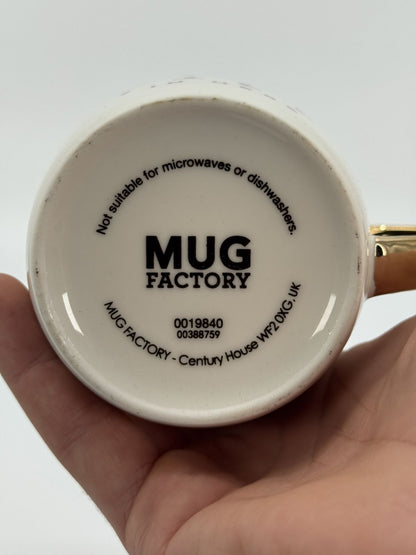 Not suitable for microwaves or dishwashers.
MUG
FACTORY
0019840
00388759
MUG FACTORY - Century House WF2 0XG.UK